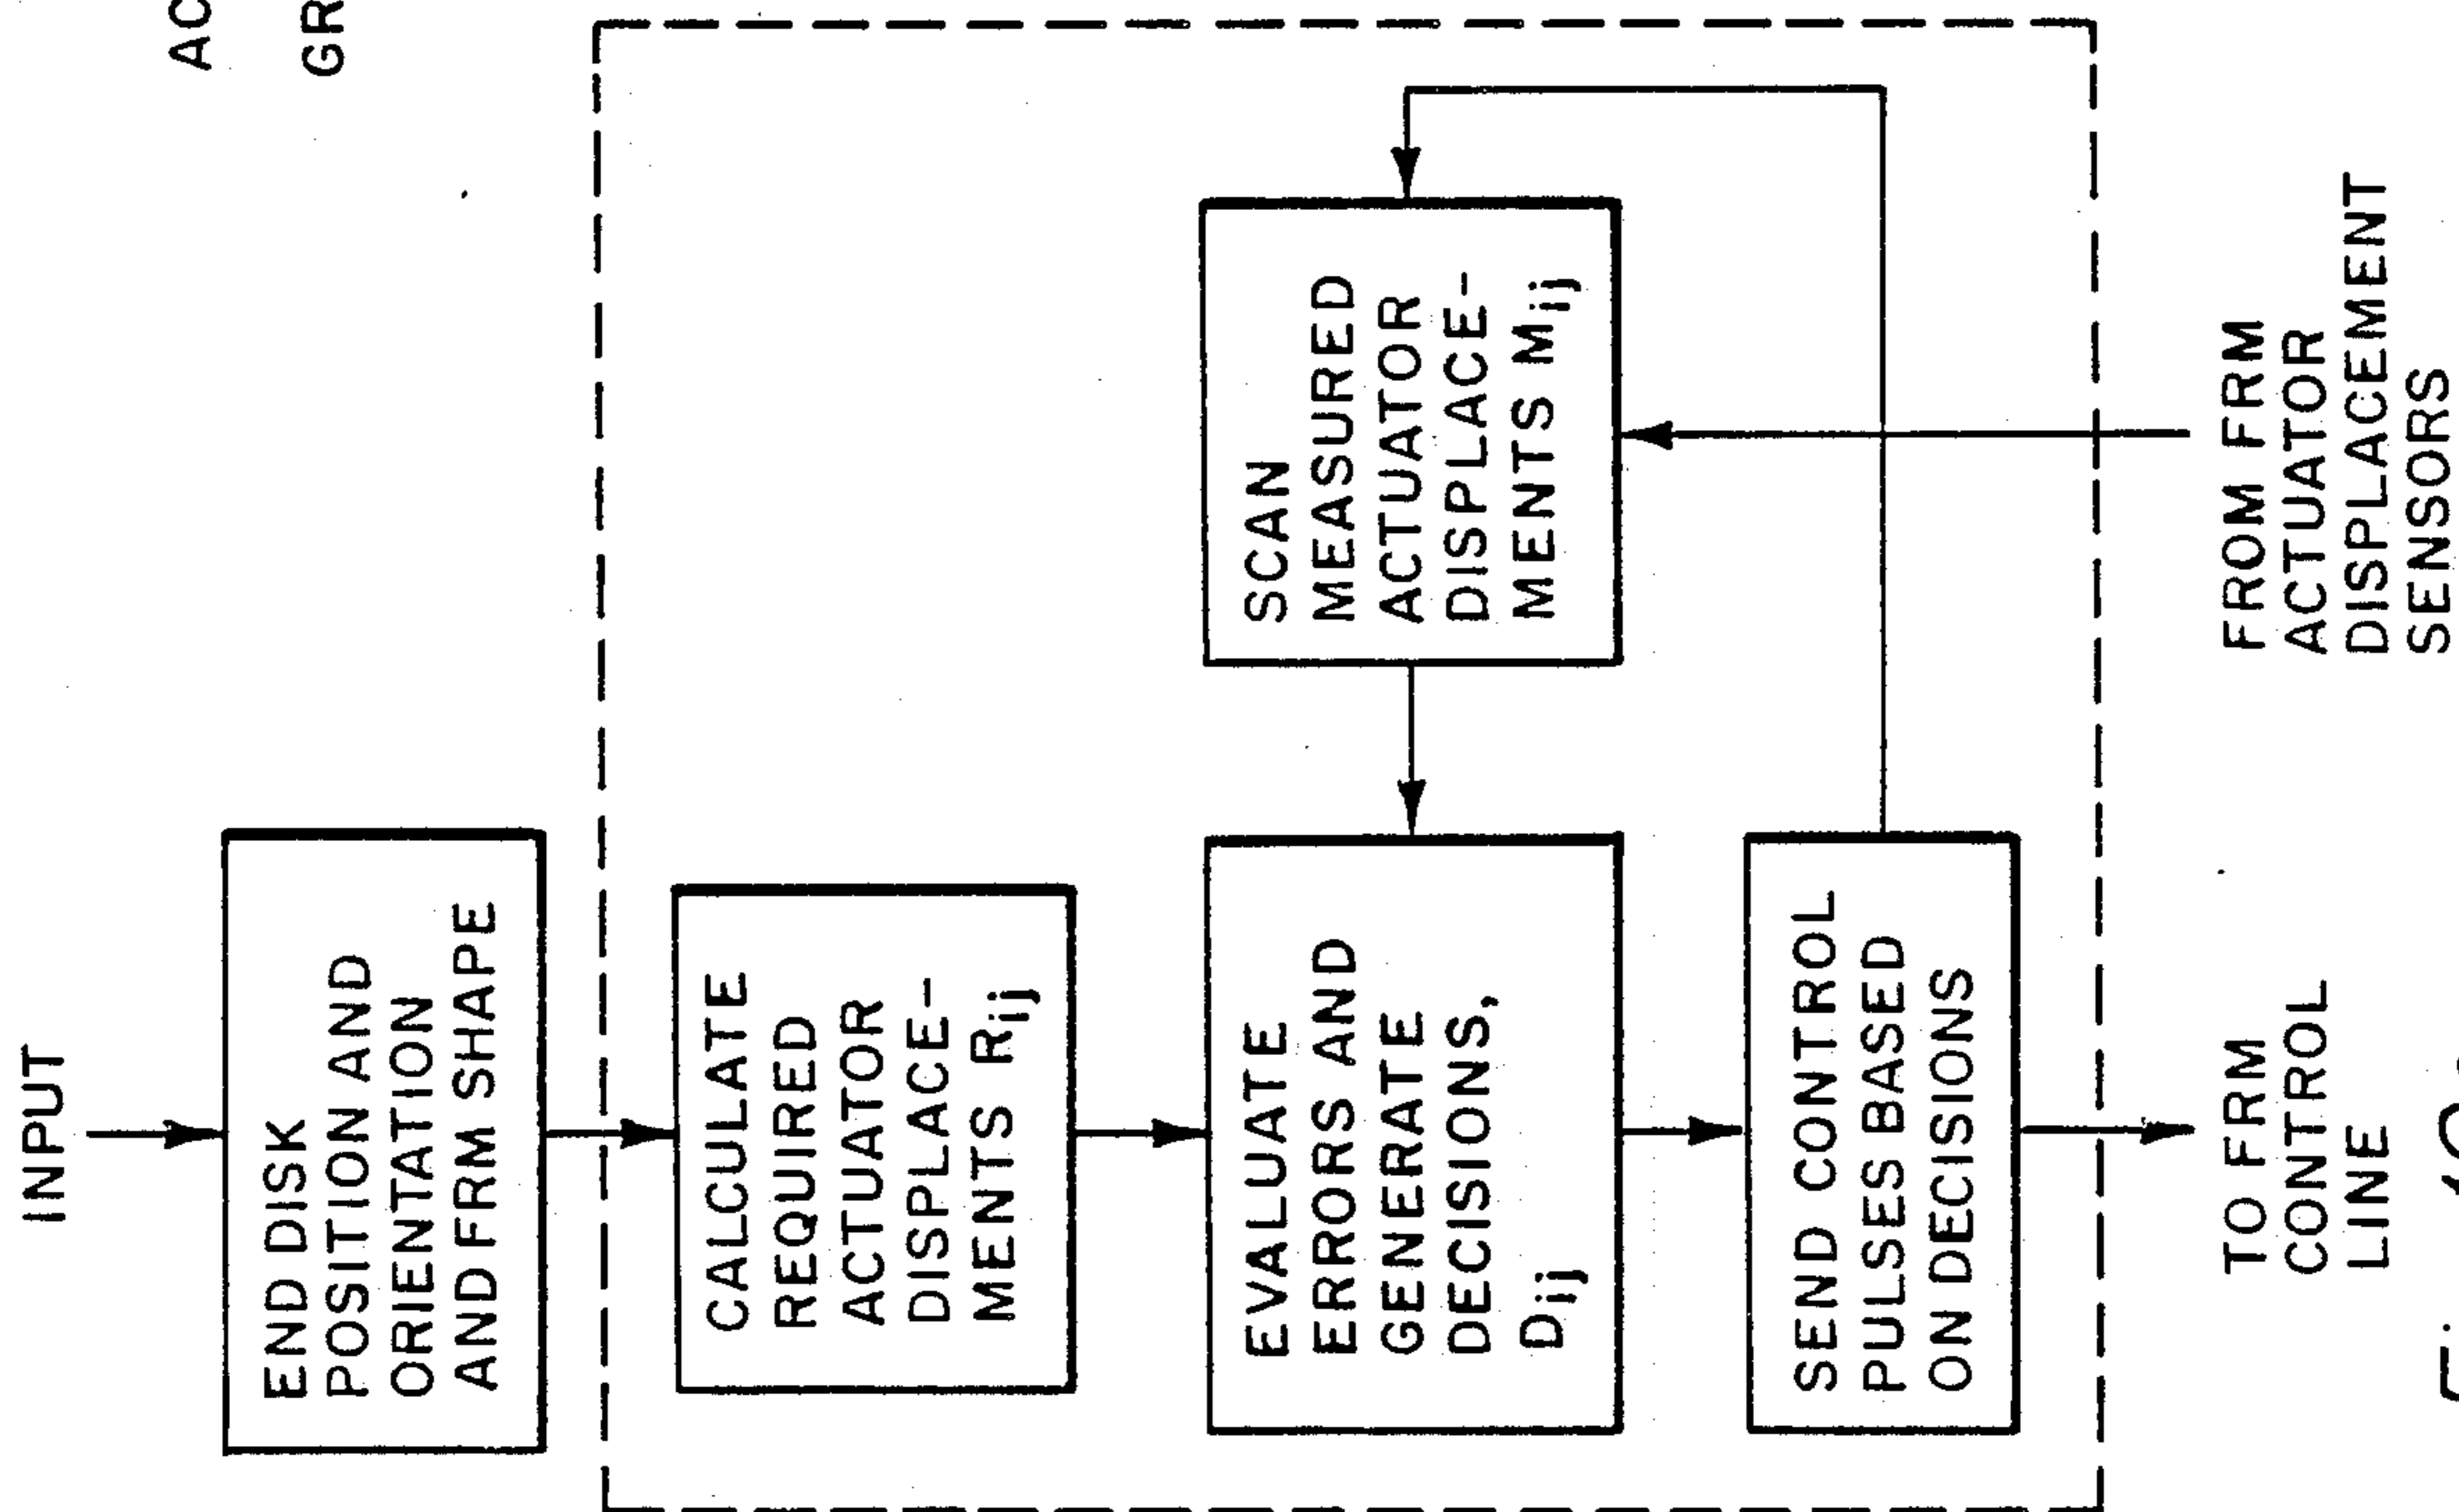 INPUT
END DISK
POSITION AND
ORIENTATION
AND FRM SHAPE
CALCULATE
REQUIRED
ACTUATOR
DISPLACE-
MENTS Rij
EVALUATE
ERRORS AND
GENERATE
DECISIONS,
Dij
SCAN
MEASURED
ACTUATOR
DISPLACE-
MENTS Mij
SEND CONTROL
PULSES BASED
ON DECISIONS
TO FRM
CONTROL
LINE
FROM FRM
ACTUATOR
DISPLACEMENT
SENSORS
AC
GR